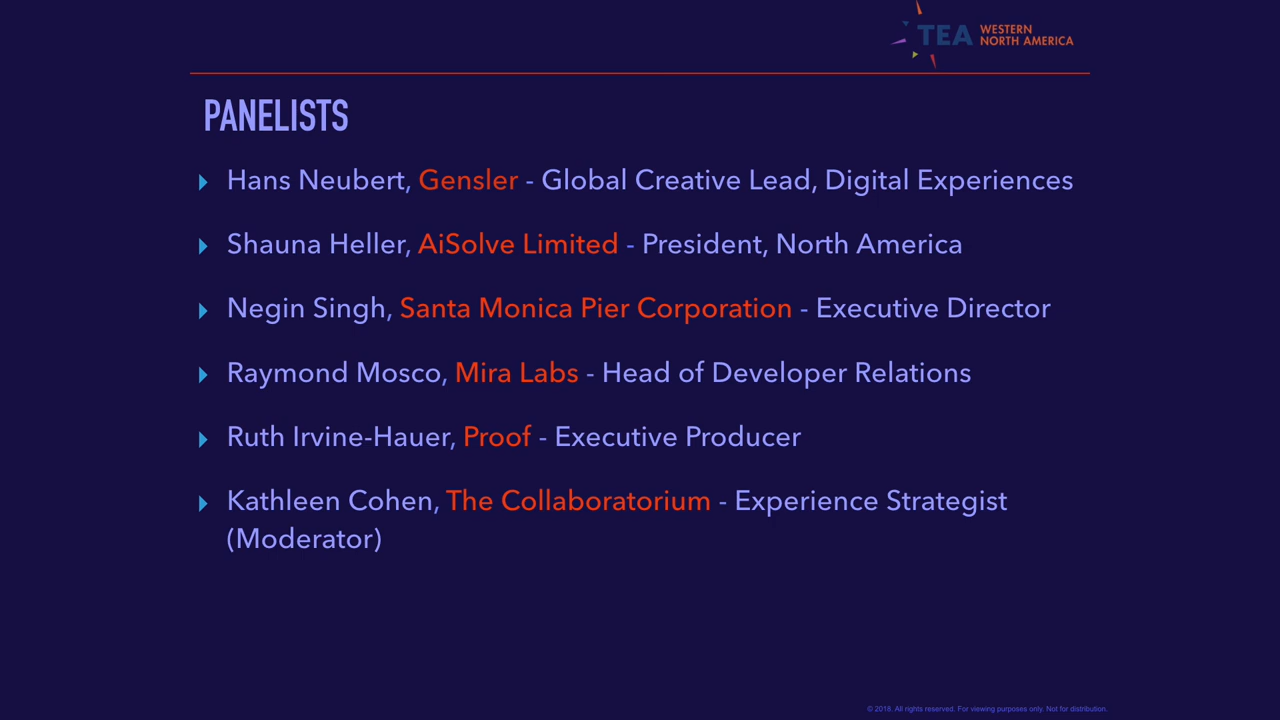 TEA WESTERN
NORTH AMERICA
PANELISTS
Hans Neubert, Gensler - Global Creative Lead, Digital Experiences
Shauna Heller, AiSolve Limited - President, North America
Negin Singh, Santa Monica Pier Corporation - Executive Director
Raymond Mosco, Mira Labs - Head of Developer Relations
Ruth Irvine-Hauer, Proof - Executive Producer
Kathleen Cohen, The Collaboratorium - Experience Strategist
(Moderator)
© 2018. All rights reserved. For viewing purposes only. Not for distribution.